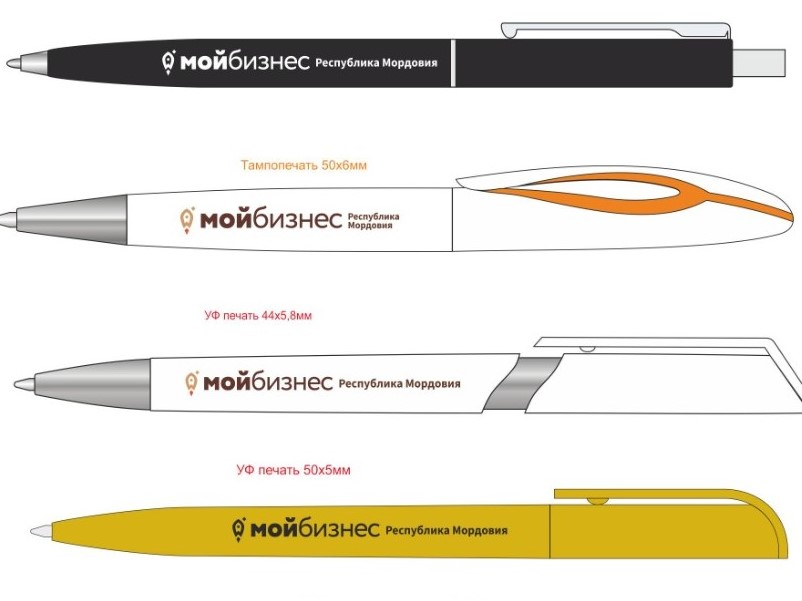 мойбизнес Республика Мордовия
Тампопечать 50х6мм
мойбизнес Республика
Мордовия
УФ печать 44х5,8мм
мойбизнес Республика Мордовия
УФ печать 50х5мм
мойбизнес Республика Мордовия